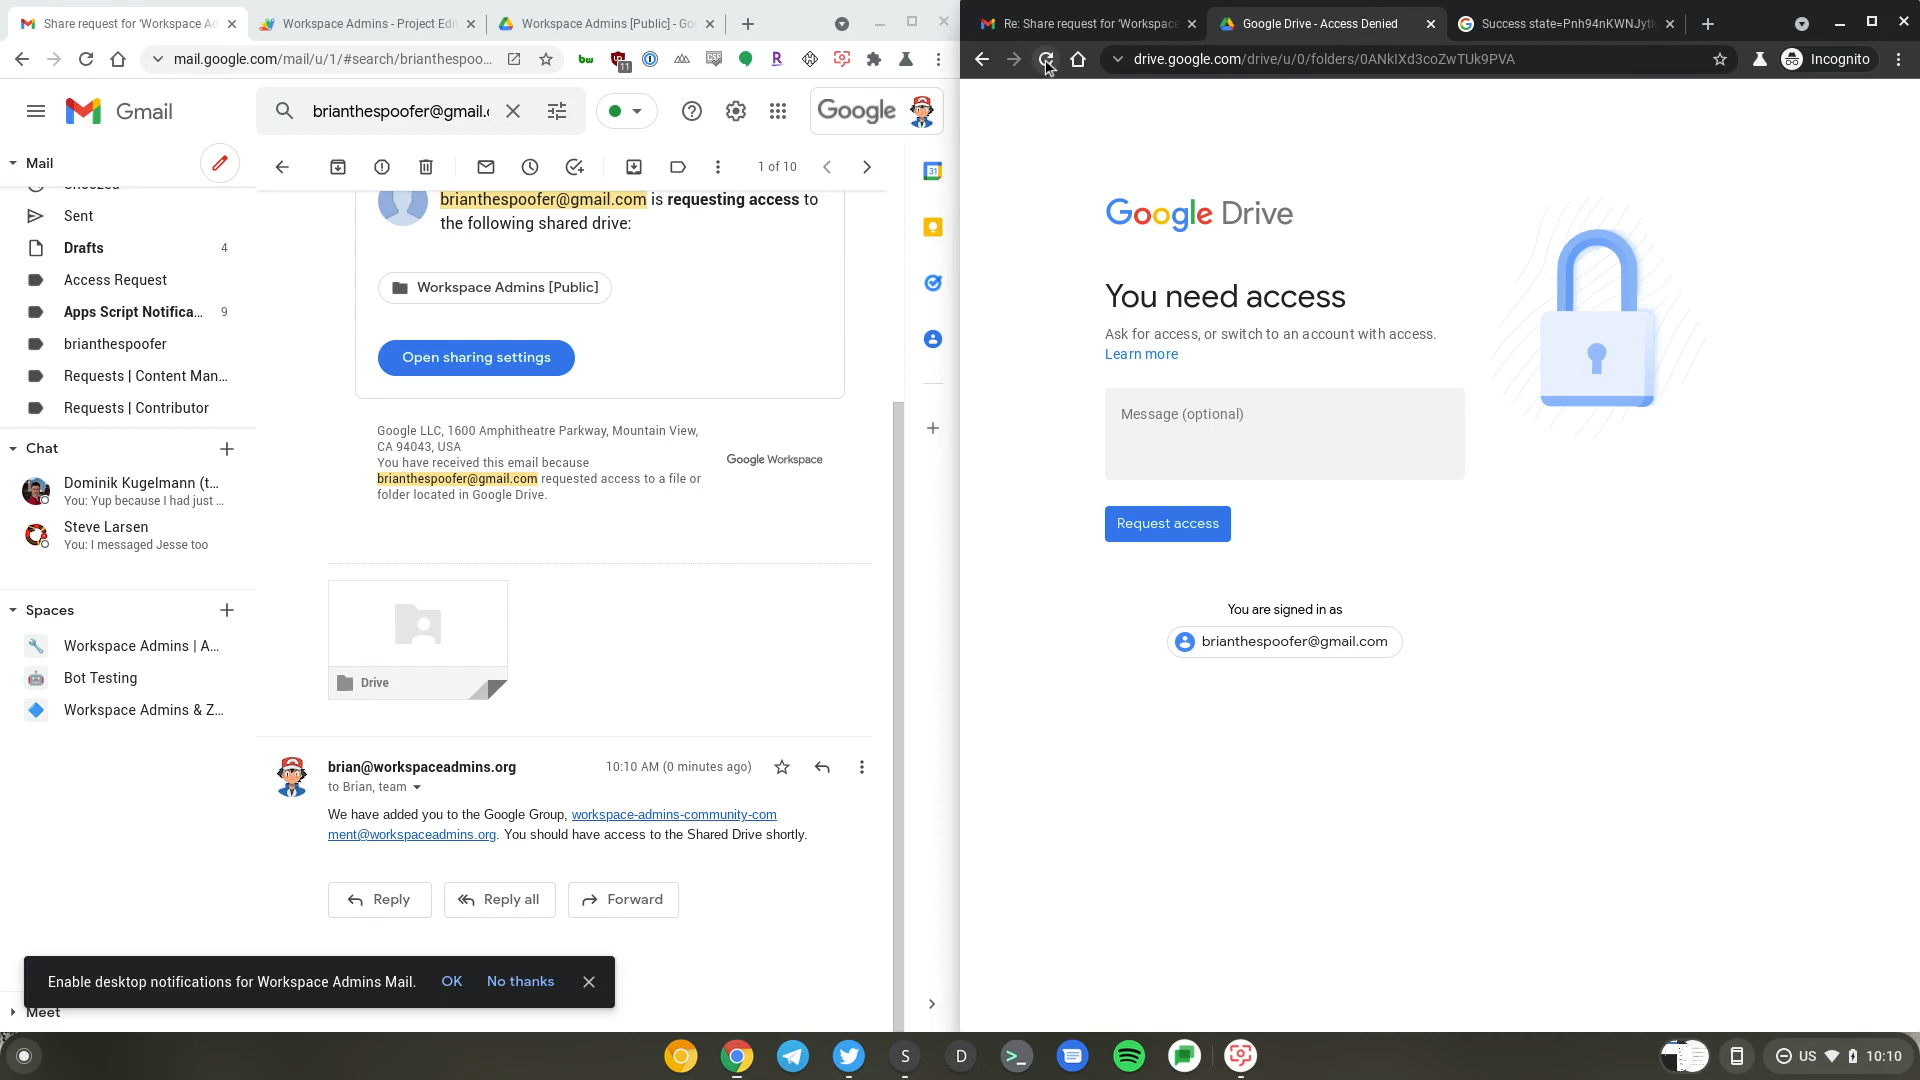 Share request for 'Workspace Ad
Workspace Admins - Project Edi
Workspace Admins [Public] - Go
mail.google.com/mail/u/1/#search/brianthespoo...
bw
11
R
Gmail
brianthespoofer@gmail.c
Google
Mail
1 of 10
Snoozed
Sent
Drafts 4
Access Request
Apps Script Notifica... 9
brianthespoofer
Requests | Content Man...
Requests | Contributor
Chat
Dominik Kugelmann (t...
You: Yup because I had just ...
Steve Larsen
You: I messaged Jesse too
Spaces
Workspace Admins | A...
Bot Testing
Workspace Admins & Z...
Meet
brianthespoofer@gmail.com is requesting access to
the following shared drive:
Workspace Admins [Public]
Open sharing settings
Google LLC, 1600 Amphitheatre Parkway, Mountain View,
CA 94043, USA
You have received this email because
brianthespoofer@gmail.com requested access to a file or
folder located in Google Drive.
Google Workspace
Drive
brian@workspaceadmins.org
10:10 AM (0 minutes ago)
to Brian, team
We have added you to the Google Group, workspace-admins-community-com
ment@workspaceadmins.org. You should have access to the Shared Drive shortly.
Reply
Reply all
Forward
Enable desktop notifications for Workspace Admins Mail. OK No thanks
31
Re: Share request for 'Workspace
Google Drive - Access Denied
Success state=Pnh94nKWNJytk
drive.google.com/drive/u/0/folders/0ANkIXd3coZwTUk9PVA
Incognito
Google Drive
You need access
Ask for access, or switch to an account with access.
Learn more
Message (optional)
Request access
You are signed in as
brianthespoofer@gmail.com
S
D
US
10:10